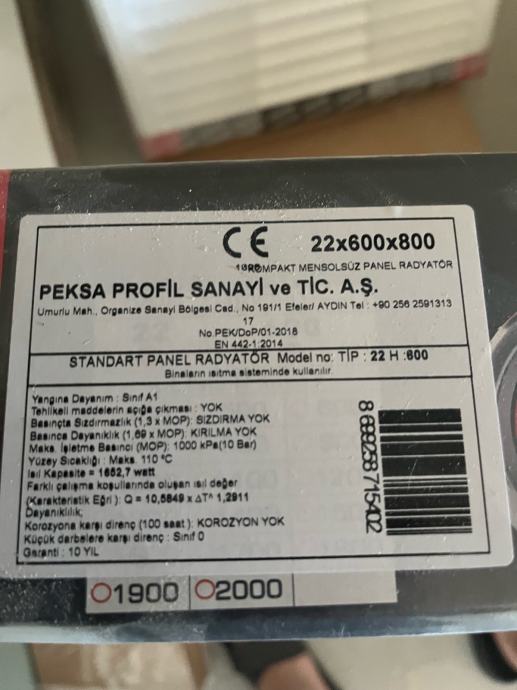 CE 22x600x800
KOMPAKT MENSOLSÜZ PANEL RADYATÖR
PEKSA PROFİL SANAYİ ve TİC. A.Ş.
Umurlu Mah., Organize Sanayi Bölgesi Cad., No 191/1 Efeler/ AYDIN Tel : +90 256 2591313
17
No.PEK/DoP/01-2018
EN 442-1:2014
STANDART PANEL RADYATÖR Model no: TİP : 22 H :600
Binaların ısıtma sisteminde kullanılır.
Yangına Dayanım : Sınıf A1
Tehlikeli maddelerin açığa çıkması : YOK
Basınçta Sızdırmazlık (1,3 x MOP): SIZDIRMA YOK
Basınca Dayanıklık (1,69 x MOP): KIRILMA YOK
Maks. İşletme Basıncı (MOP): 1000 kPa(10 Bar)
Yüzey Sıcaklığı : Maks. 110 °C
Isıl Kapasite = 1652,7 watt
Farklı çalışma koşullarında oluşan ısıl değer
(Karakteristik Eğri ): Q = 10,5849 x ΔT^ 1,2911
Dayanıklılık;
Korozyona karşı direnç (100 saat ): KOROZYON YOK
Küçük darbelere karşı direnç : Sınıf 0
Garanti : 10 YIL
8 699288 715402
1900 2000